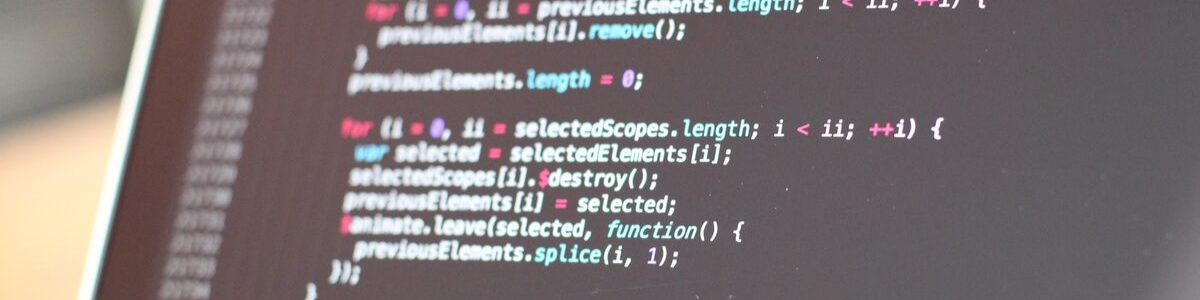 for (i = 0, ii = previousElements.length; i < ii; ++i) {
previousElements[i].remove();
}
previousElements.length = 0;
for (i = 0, ii = selectedScopes.length; i < ii; ++i) {
var selected = selectedElements[i];
selectedScopes[i].$destroy();
previousElements[i] = selected;
$animate.leave(selected, function() {
previousElements.splice(i, 1);
});
}